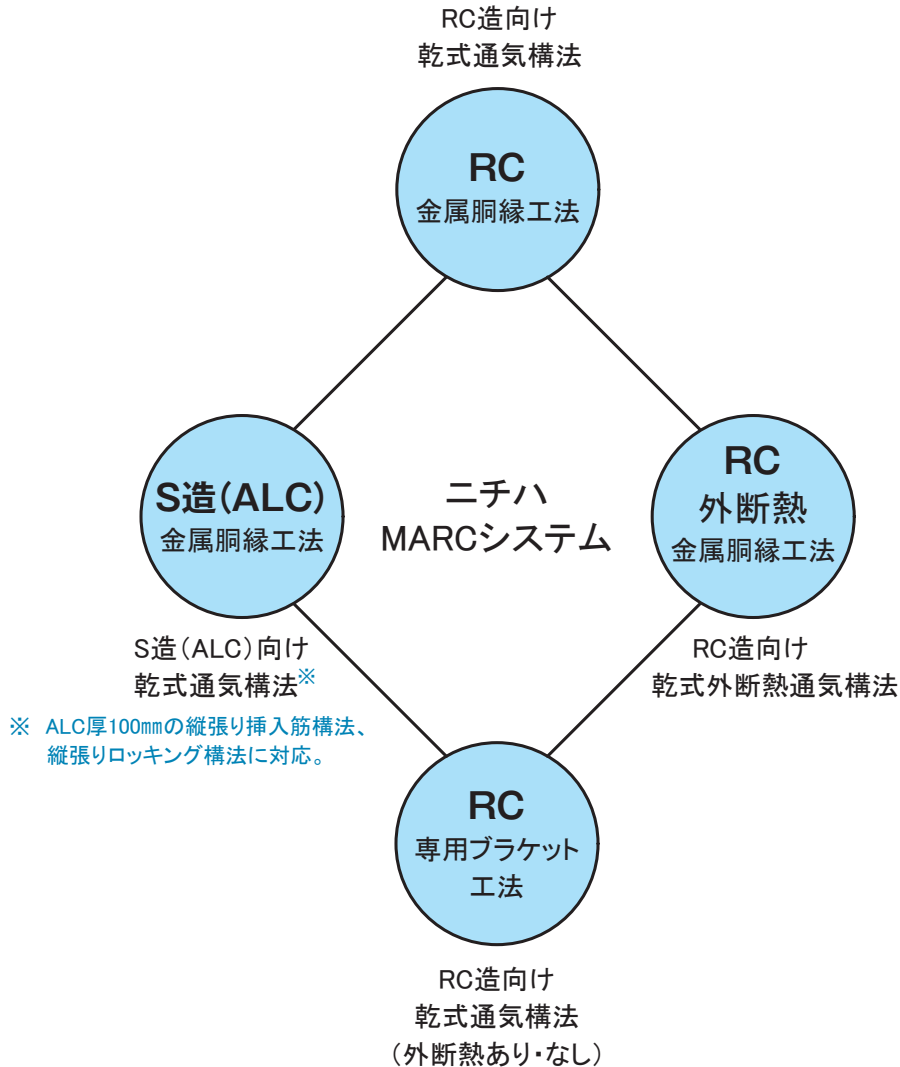 RC造向け
乾式通気構法
RC
金属胴縁工法
S造(ALC)
金属胴縁工法
ニチハ
MARCシステム
RC
外断熱
金属胴縁工法
S造(ALC)向け
乾式通気構法※
※ ALC厚100㎜の縦張り挿入筋構法、
縦張りロッキング構法に対応。
RC造向け
乾式外断熱通気構法
RC
専用ブラケット
工法
RC造向け
乾式通気構法
(外断熱あり・なし)